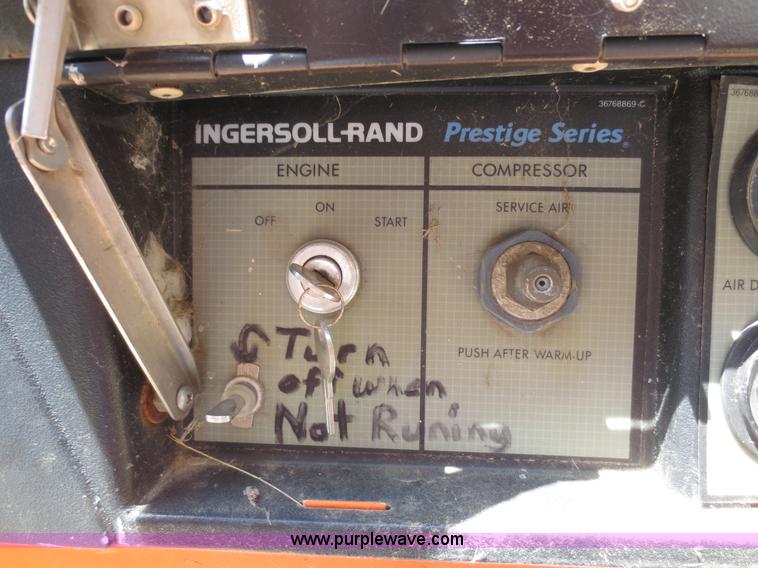 36768869-C
36768
INGERSOLL-RAND Prestige Series
ENGINE
COMPRESSOR
OFF
ON
START
SERVICE AIR
PUSH AFTER WARM-UP
Turn
off when
Not Runing
AIR D
www.purplewave.com